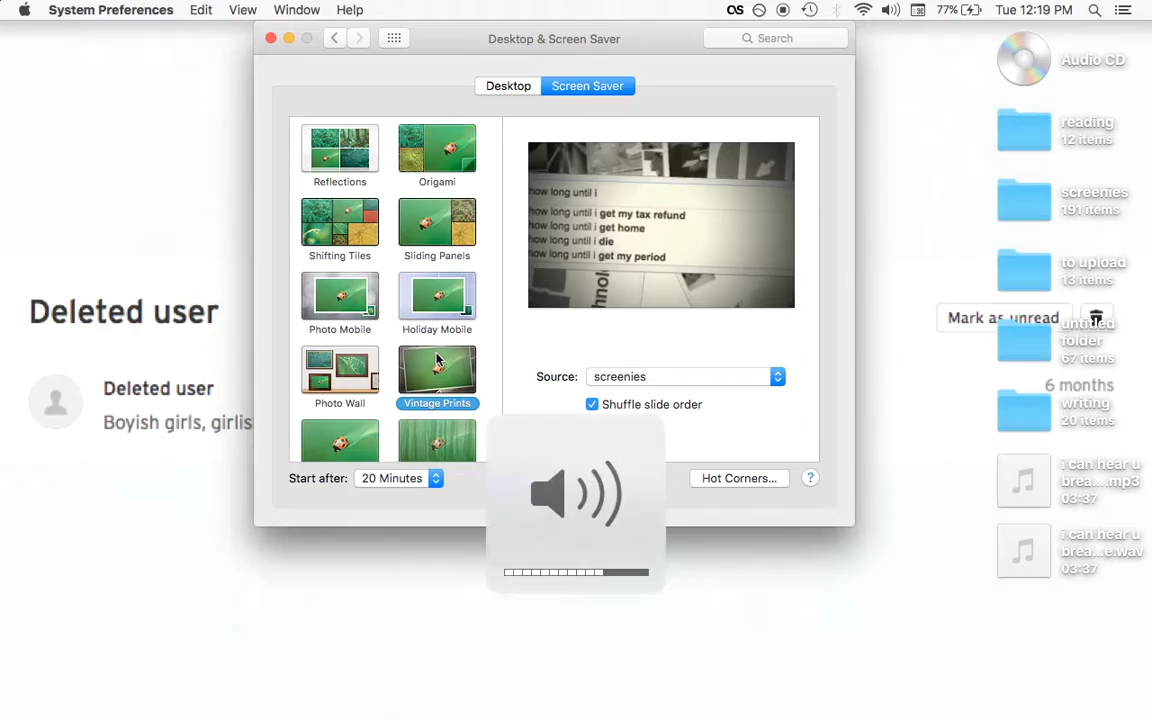 System Preferences Edit View Window Help
OS 77% Tue 12:19 PM
Desktop & Screen Saver
Search
Desktop Screen Saver
Reflections Origami
Shifting Tiles Sliding Panels
Photo Mobile Holiday Mobile
Photo Wall Vintage Prints
how long until i
how long until i get my tax refund
how long until i get home
how long until i die
how long until i get my period
Source: screenies
Shuffle slide order
Start after: 20 Minutes
Hot Corners...
?
Deleted user
Deleted user
Boyish girls, girlis
Mark as unread
6 months
Audio CD
reading
12 items
screenies
191 items
to upload
13 items
untitled
folder
67 items
writing
20 items
i can hear u
brea....mp3
03:37
i can hear u
brea...e.wav
03:37